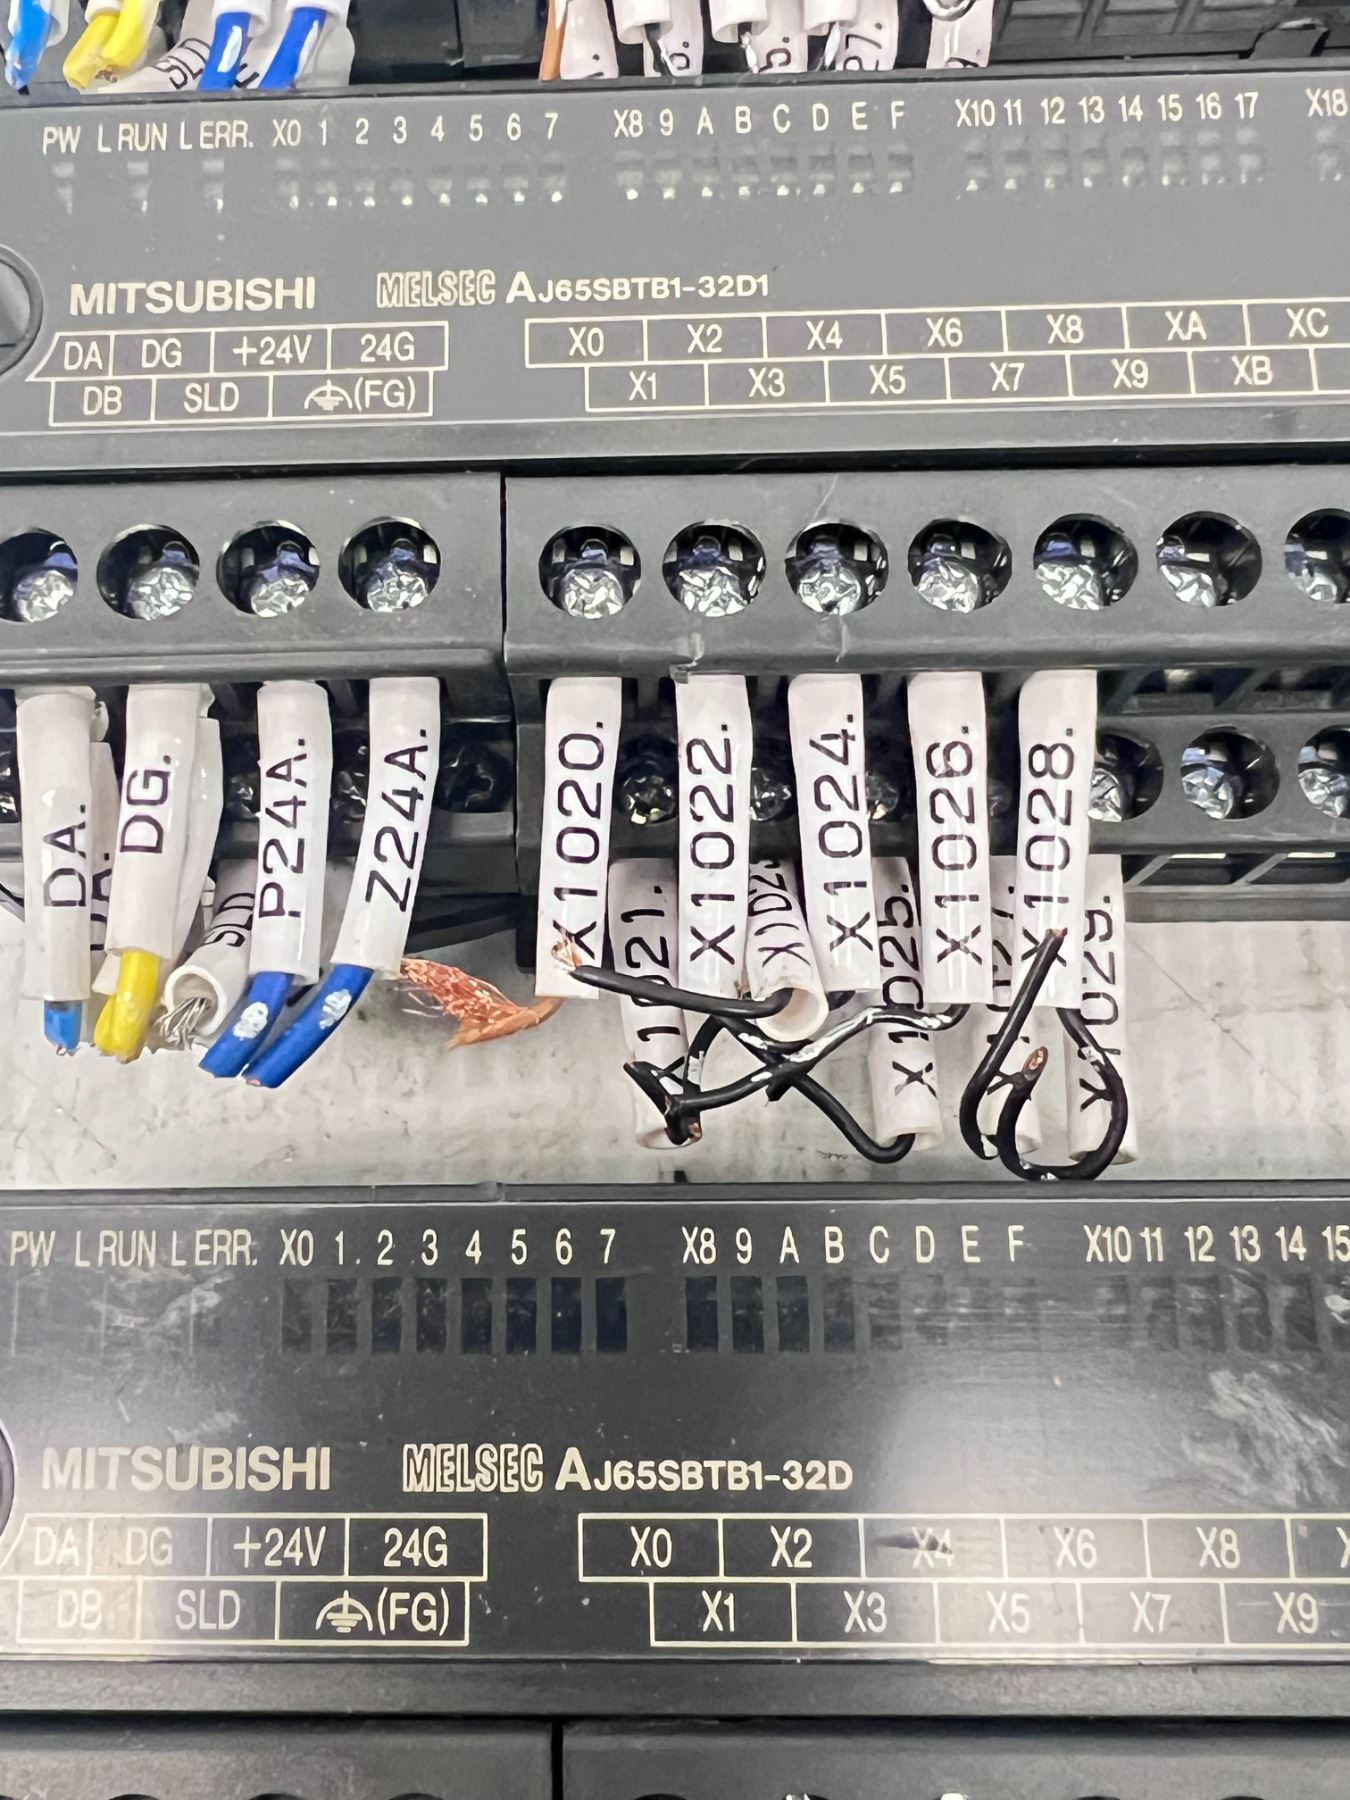 PW L RUN L ERR. X0 1 2 3 4 5 6 7 X8 9 A B C D E F X10 11 12 13 14 15 16 17 X18
MITSUBISHI MELSEC AJ65SBTB1-32D1
DA DG +24V 24G X0 X2 X4 X6 X8 XA XC
DB SLD (FG) X1 X3 X5 X7 X9 XB
DA. DG. P24A. Z24A. X1020. X1022. X1024. X1026. X1028.
SLD X1021. X1025. X1029.
PW L RUN L ERR. X0 1 2 3 4 5 6 7 X8 9 A B C D E F X10 11 12 13 14 15
MITSUBISHI MELSEC AJ65SBTB1-32D
DA DG +24V 24G X0 X2 X4 X6 X8
DB SLD (FG) X1 X3 X5 X7 X9